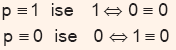 p ≡ 1 ise 1 ⇔ 0 ≡ 0
p ≡ 0 ise 0 ⇔ 1 ≡ 0